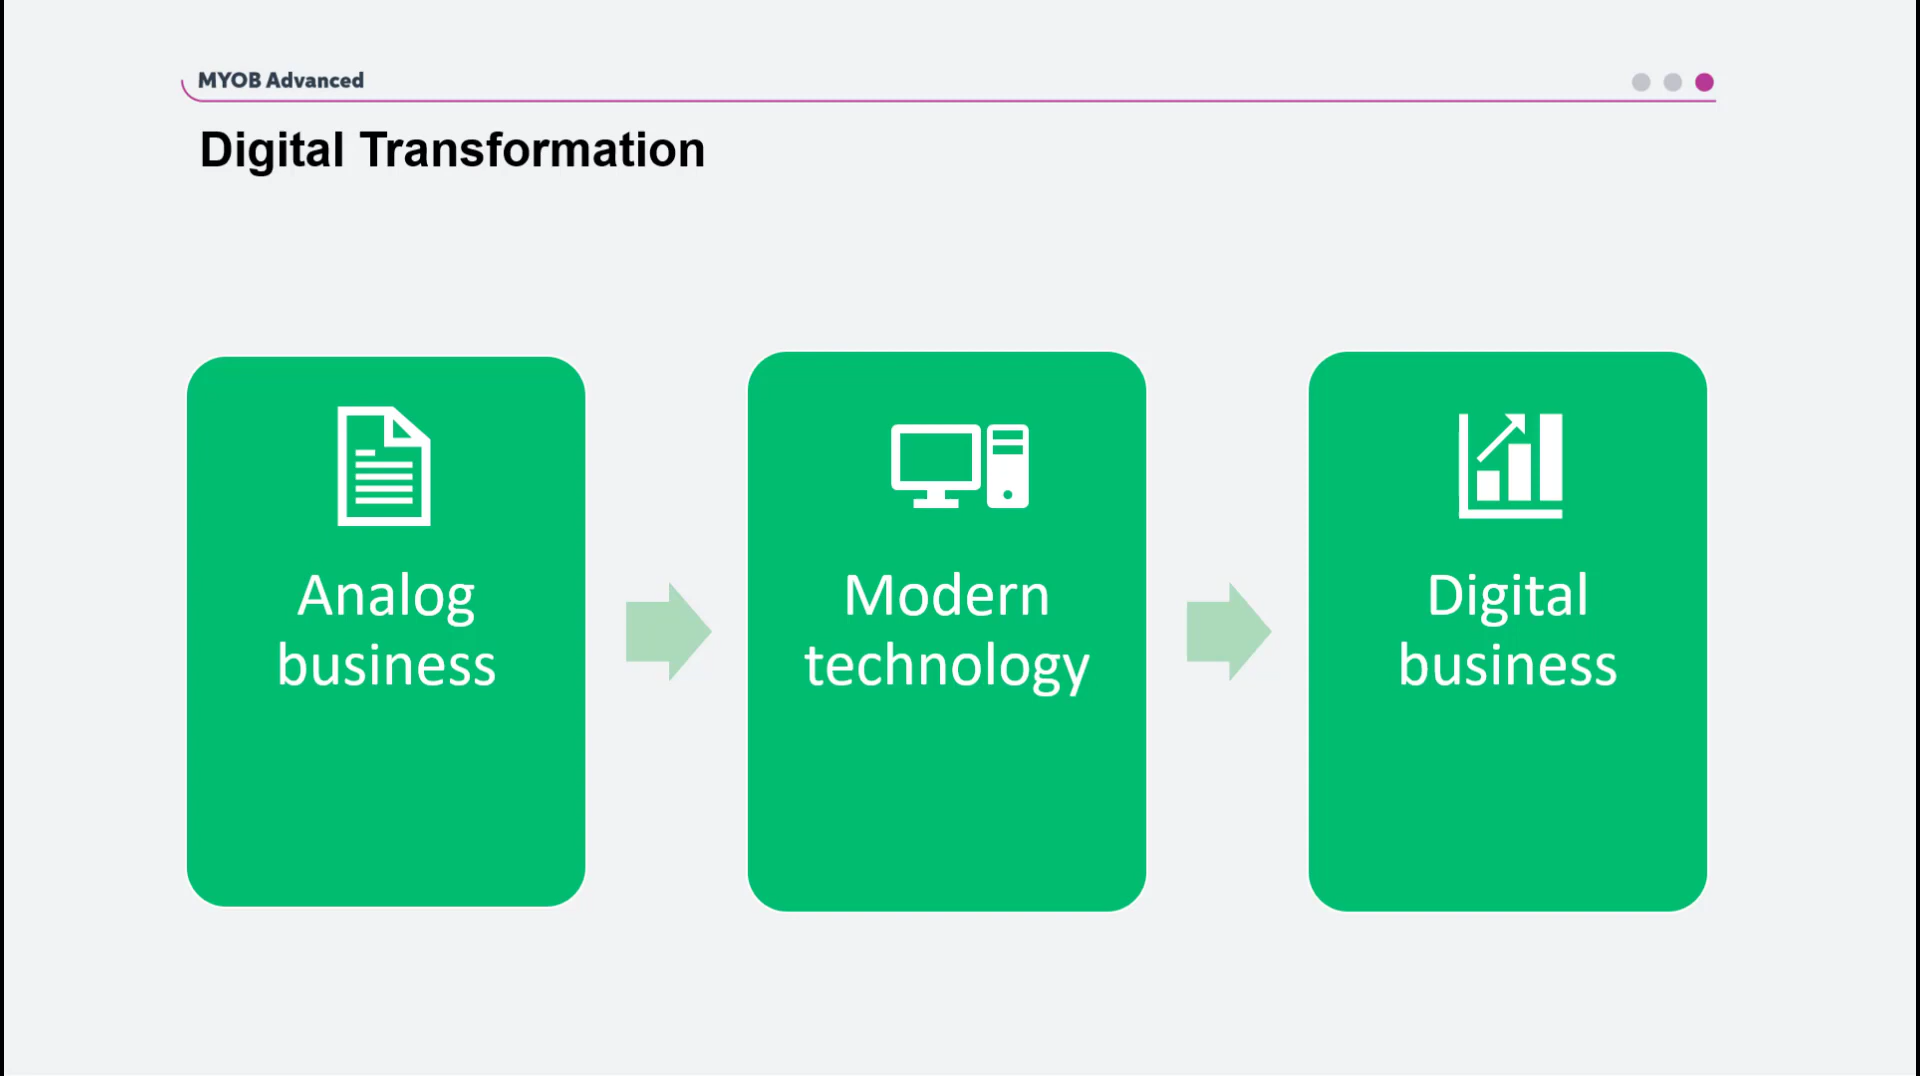 MYOB Advanced
Digital Transformation
Analog
business
Modern
technology
Digital
business